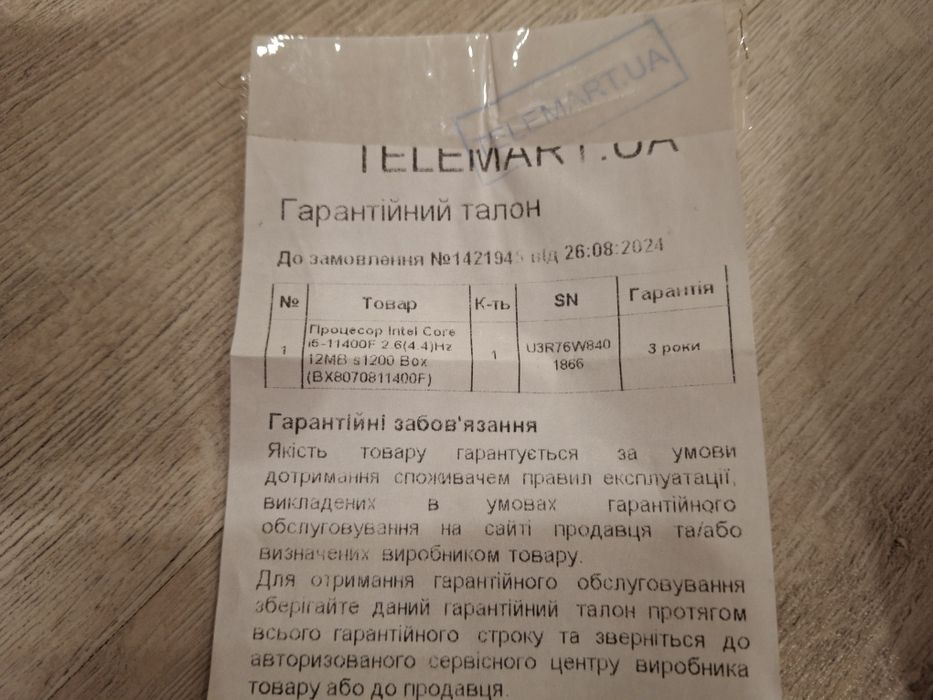 TELEMART.UA
TELEMART.UA
Гарантійний талон
До замовлення від 26:08:2024
№ Товар К-ть SN Гарантія
1 Процесор Intel Core i5-11400F 2.6(4.4)Hz 12MB s1200 Box (BX8070811400F) 1 U3R76W840 1866 3 роки
Гарантійні забов'язання
Якість товару гарантується за умови
дотримання споживачем правил експлуатації,
викладених в умовах гарантійного
обслуговування на сайті продавця та/або
визначених виробником товару.
Для отримання гарантійного обслуговування
зберігайте даний гарантійний талон протягом
всього гарантійного строку та зверніться до
авторизованого сервісного центру виробника
товару або до продавця.